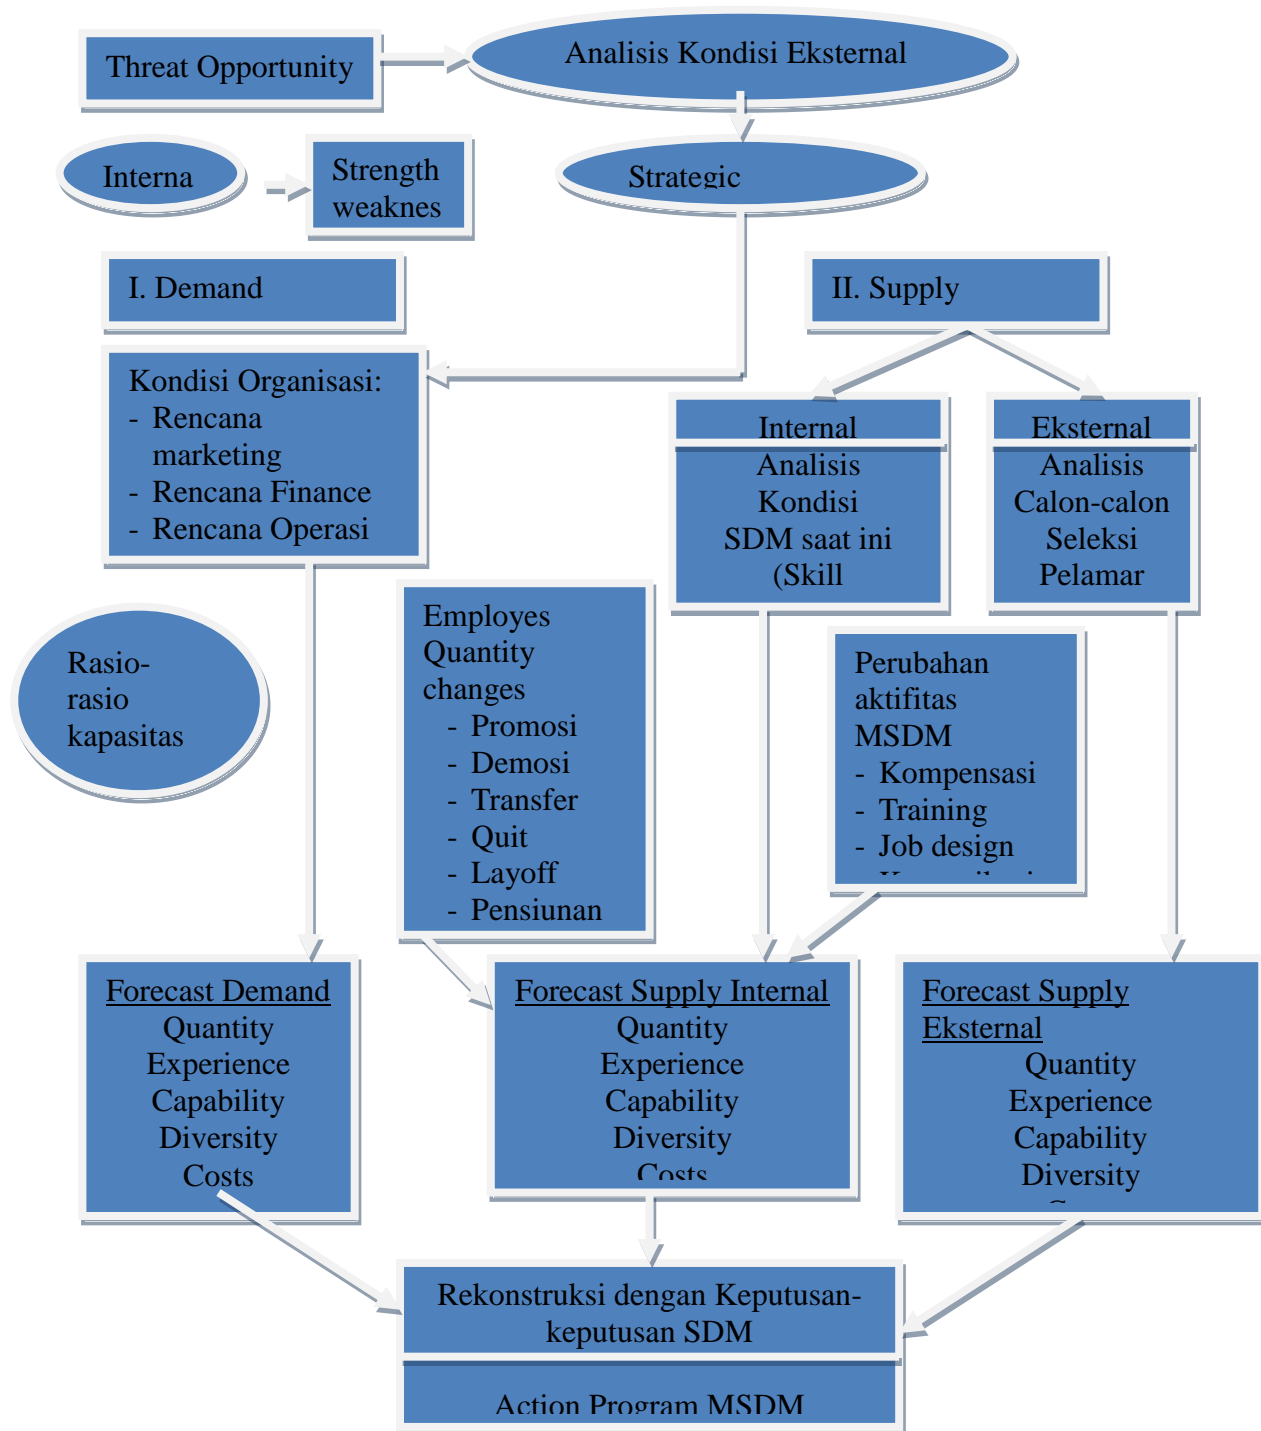 Threat Opportunity
Analisis Kondisi Eksternal
Interna
Strength
weaknes
Strategic
I. Demand
II. Supply
Kondisi Organisasi:
- Rencana
marketing
- Rencana Finance
- Rencana Operasi
Internal
Analisis
Kondisi
SDM saat ini
(Skill
Eksternal
Analisis
Calon-calon
Seleksi
Pelamar
Rasio-
rasio
kapasitas
Employes
Quantity
changes
- Promosi
- Demosi
- Transfer
- Quit
- Layoff
- Pensiunan
Perubahan
aktifitas
MSDM
- Kompensasi
- Training
- Job design
Forecast Demand
Quantity
Experience
Capability
Diversity
Costs
Forecast Supply Internal
Quantity
Experience
Capability
Diversity
Costs
Forecast Supply
Eksternal
Quantity
Experience
Capability
Diversity
Rekonstruksi dengan Keputusan-
keputusan SDM
Action Program MSDM